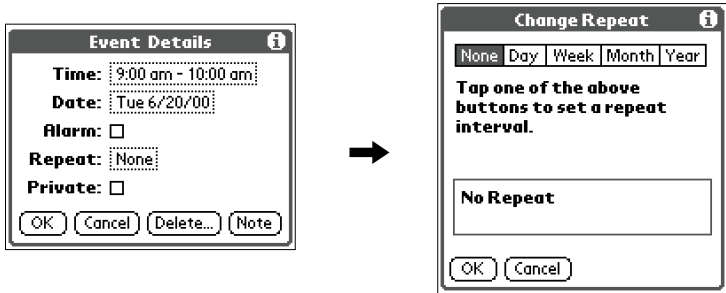 Event Details i
Time: 9:00 am - 10:00 am
Date: Tue 6/20/00
Alarm:
Repeat: None
Private:
OK Cancel Delete... Note
Change Repeat i
None Day Week Month Year
Tap one of the above
buttons to set a repeat
interval.
No Repeat
OK Cancel